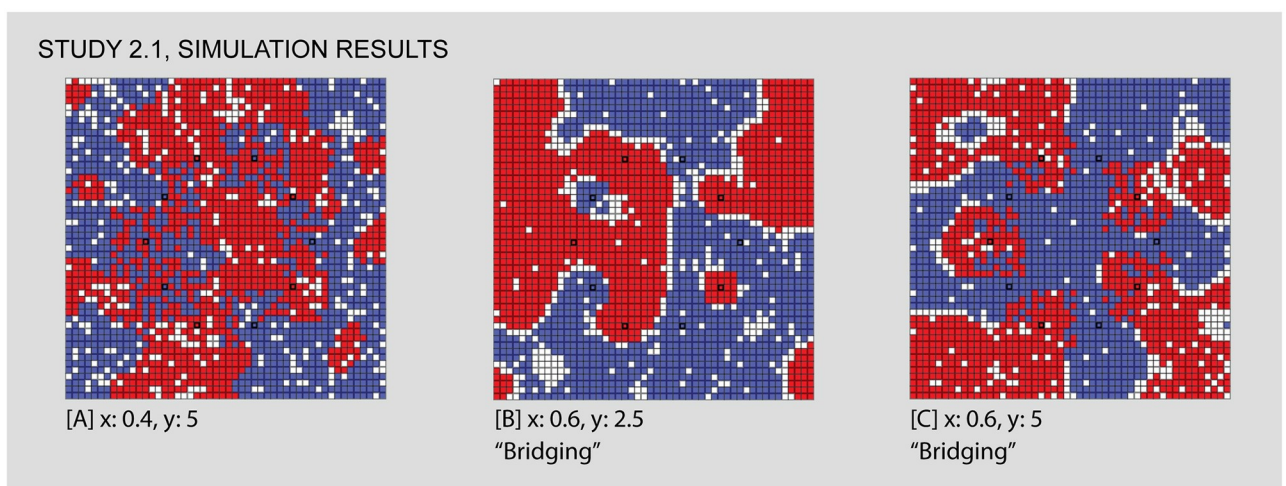 STUDY 2.1, SIMULATION RESULTS
[A] x: 0.4, y: 5
[B] x: 0.6, y: 2.5
“Bridging”
[C] x: 0.6, y: 5
“Bridging”